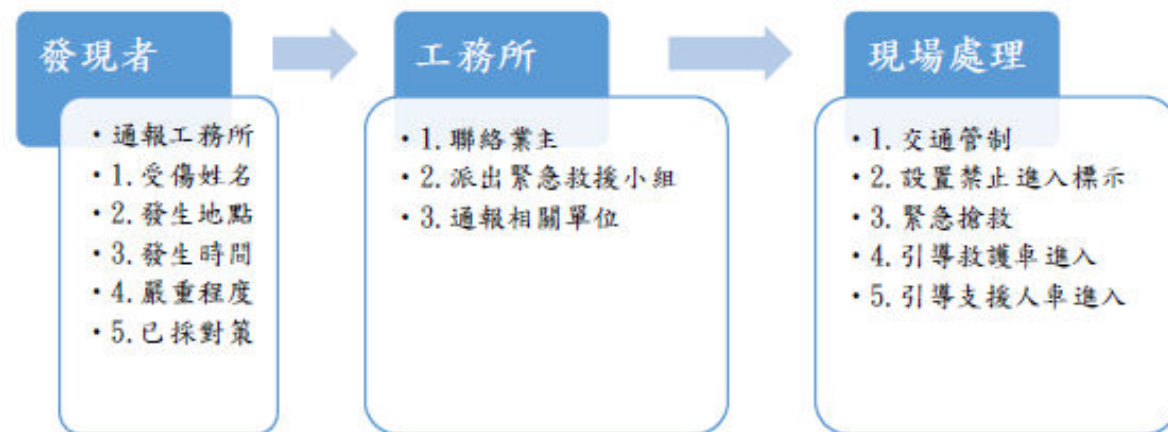 發現者
・通報工務所
・1.受傷姓名
・2.發生地點
・3.發生時間
・4.嚴重程度
・5.已採對策
工務所
・1.聯絡業主
・2.派出緊急救援小組
・3.通報相關單位
現場處理
・1.交通管制
・2.設置禁止進入標示
・3.緊急搶救
・4.引導救護車進入
・5.引導支援人車進入